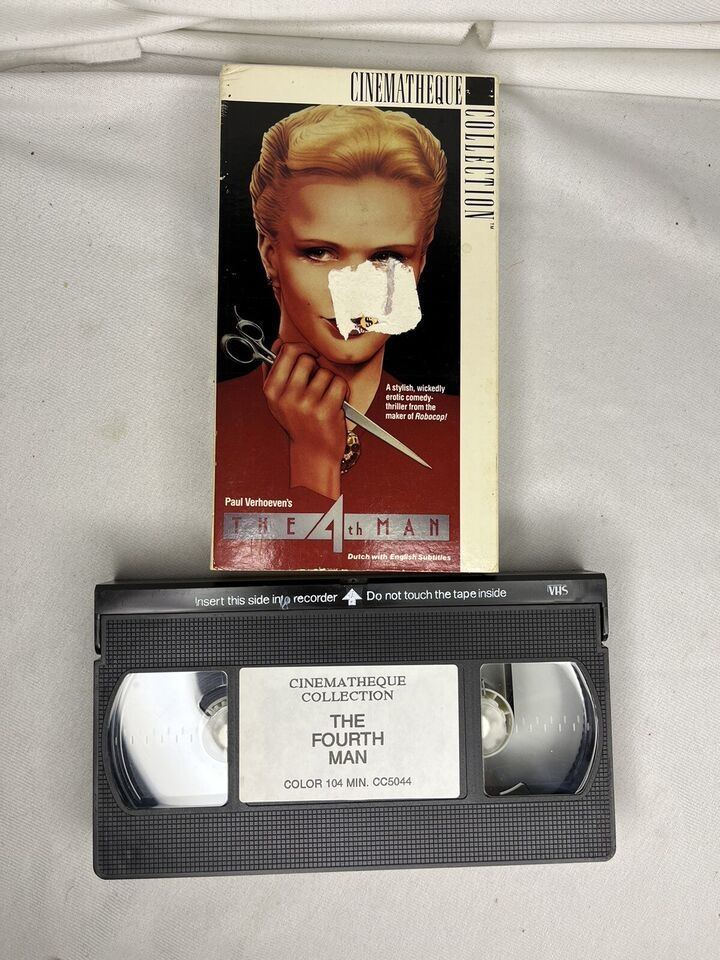 CINEMATHEQUE
COLLECTION™
A stylish, wickedly
erotic comedy-
thriller from the
maker of Robocop!
Paul Verhoeven's
THE 4th MAN
Dutch with English Subtitles
Insert this side into recorder Do not touch the tape inside
VHS
CINEMATHEQUE
COLLECTION
THE
FOURTH
MAN
COLOR 104 MIN. CC5044